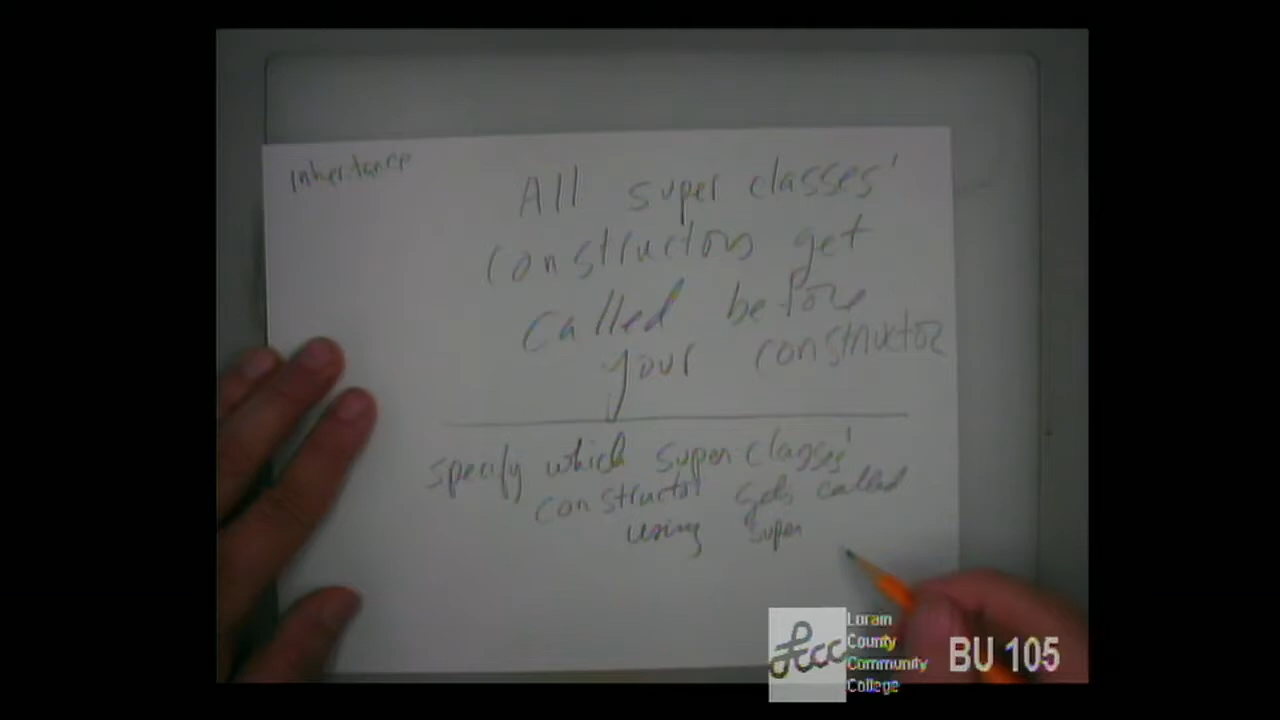 Inheritance
All super classes'
constructors get
called before
your constructor
specify which super classes'
constructor gets called
using super
Lorain
County
Community
College
lccc
BU 105